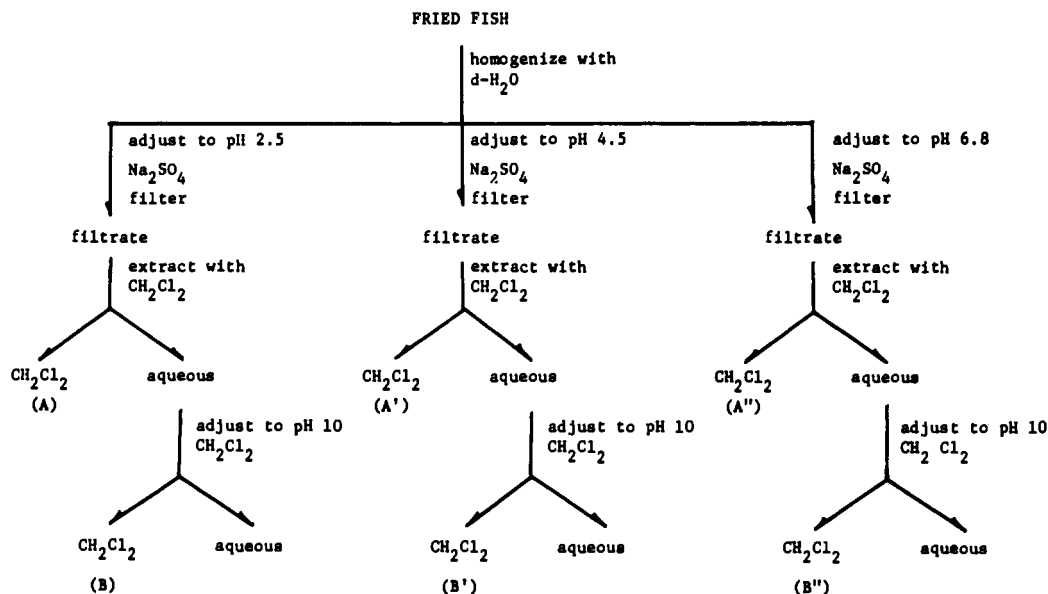 FRIED FISH
homogenize with
d-H2O
adjust to pH 2.5
Na2SO4
filter
adjust to pH 4.5
Na2SO4
filter
adjust to pH 6.8
Na2SO4
filter
filtrate
filtrate
filtrate
extract with
CH2Cl2
extract with
CH2Cl2
extract with
CH2Cl2
CH2Cl2
(A)
aqueous
CH2Cl2
(A')
aqueous
CH2Cl2
(A")
aqueous
adjust to pH 10
CH2Cl2
adjust to pH 10
CH2Cl2
adjust to pH 10
CH2 Cl2
CH2Cl2
(B)
aqueous
CH2Cl2
(B')
aqueous
CH2Cl2
(B")
aqueous